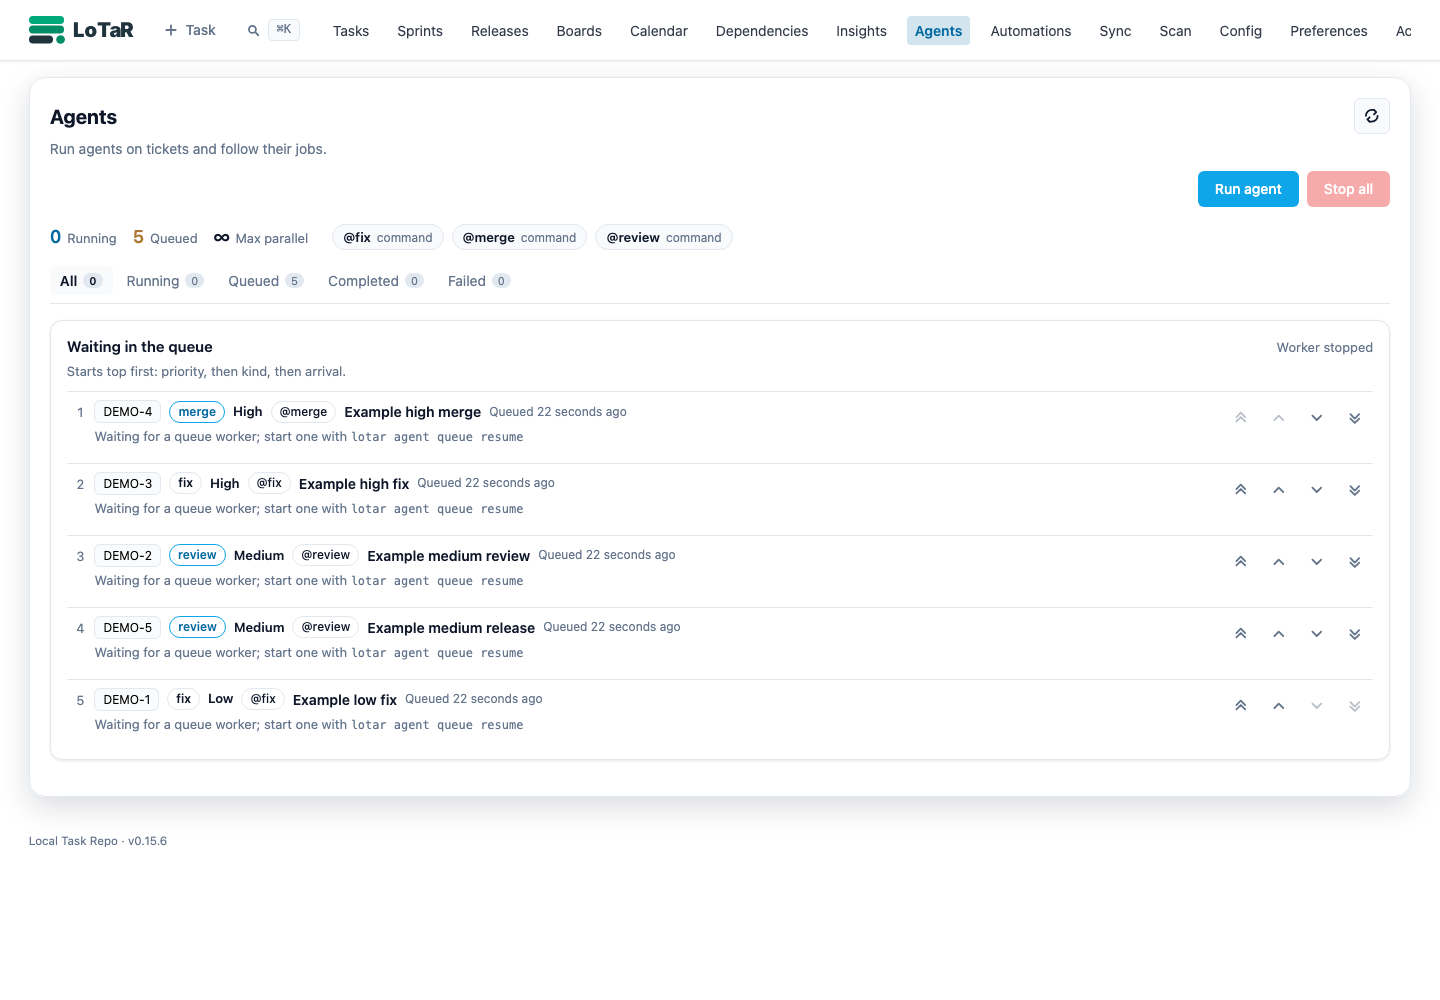 LoTaR + Task ⌘K Tasks Sprints Releases Boards Calendar Dependencies Insights Agents Automations Sync Scan Config Preferences Ac
Agents
Run agents on tickets and follow their jobs.
Run agent Stop all
0 Running 5 Queued ∞ Max parallel @fix command @merge command @review command
All 0 Running 0 Queued 5 Completed 0 Failed 0
Waiting in the queue Worker stopped
Starts top first: priority, then kind, then arrival.
1 DEMO-4 merge High @merge Example high merge Queued 22 seconds ago
Waiting for a queue worker; start one with lotar agent queue resume
2 DEMO-3 fix High @fix Example high fix Queued 22 seconds ago
Waiting for a queue worker; start one with lotar agent queue resume
3 DEMO-2 review Medium @review Example medium review Queued 22 seconds ago
Waiting for a queue worker; start one with lotar agent queue resume
4 DEMO-5 review Medium @review Example medium release Queued 22 seconds ago
Waiting for a queue worker; start one with lotar agent queue resume
5 DEMO-1 fix Low @fix Example low fix Queued 22 seconds ago
Waiting for a queue worker; start one with lotar agent queue resume
Local Task Repo · v0.15.6